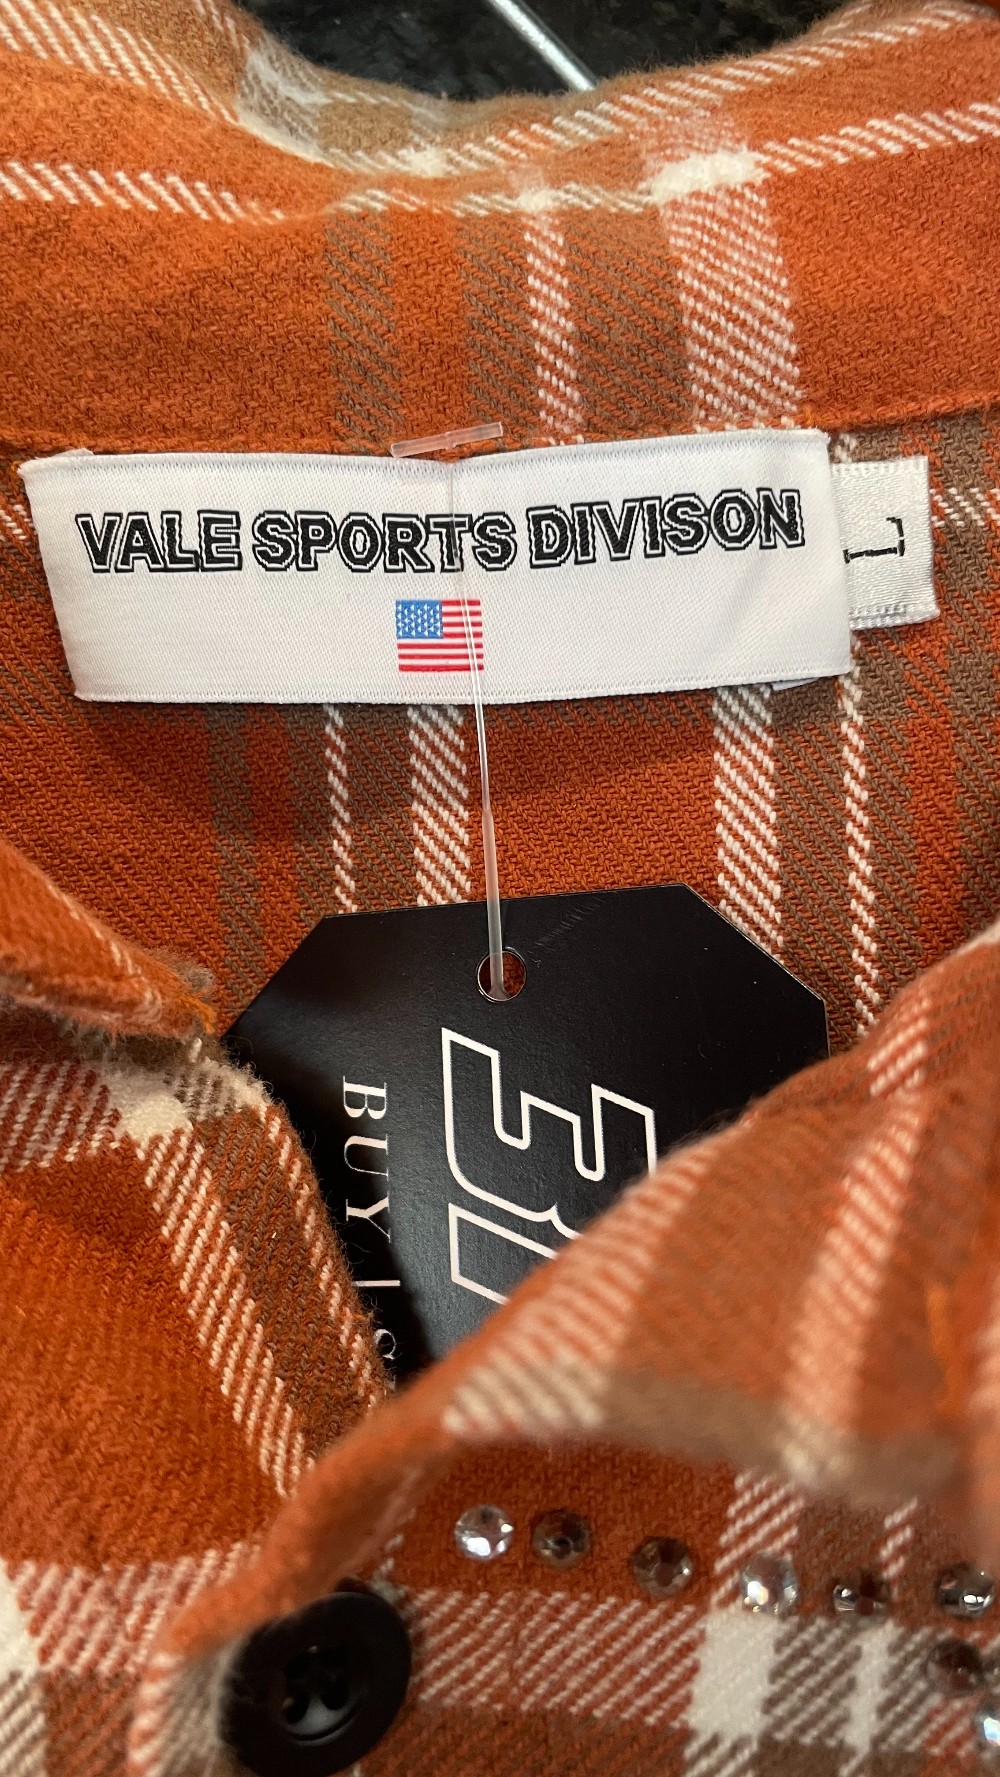 VALE SPORTS DIVISON
L
BUY | S